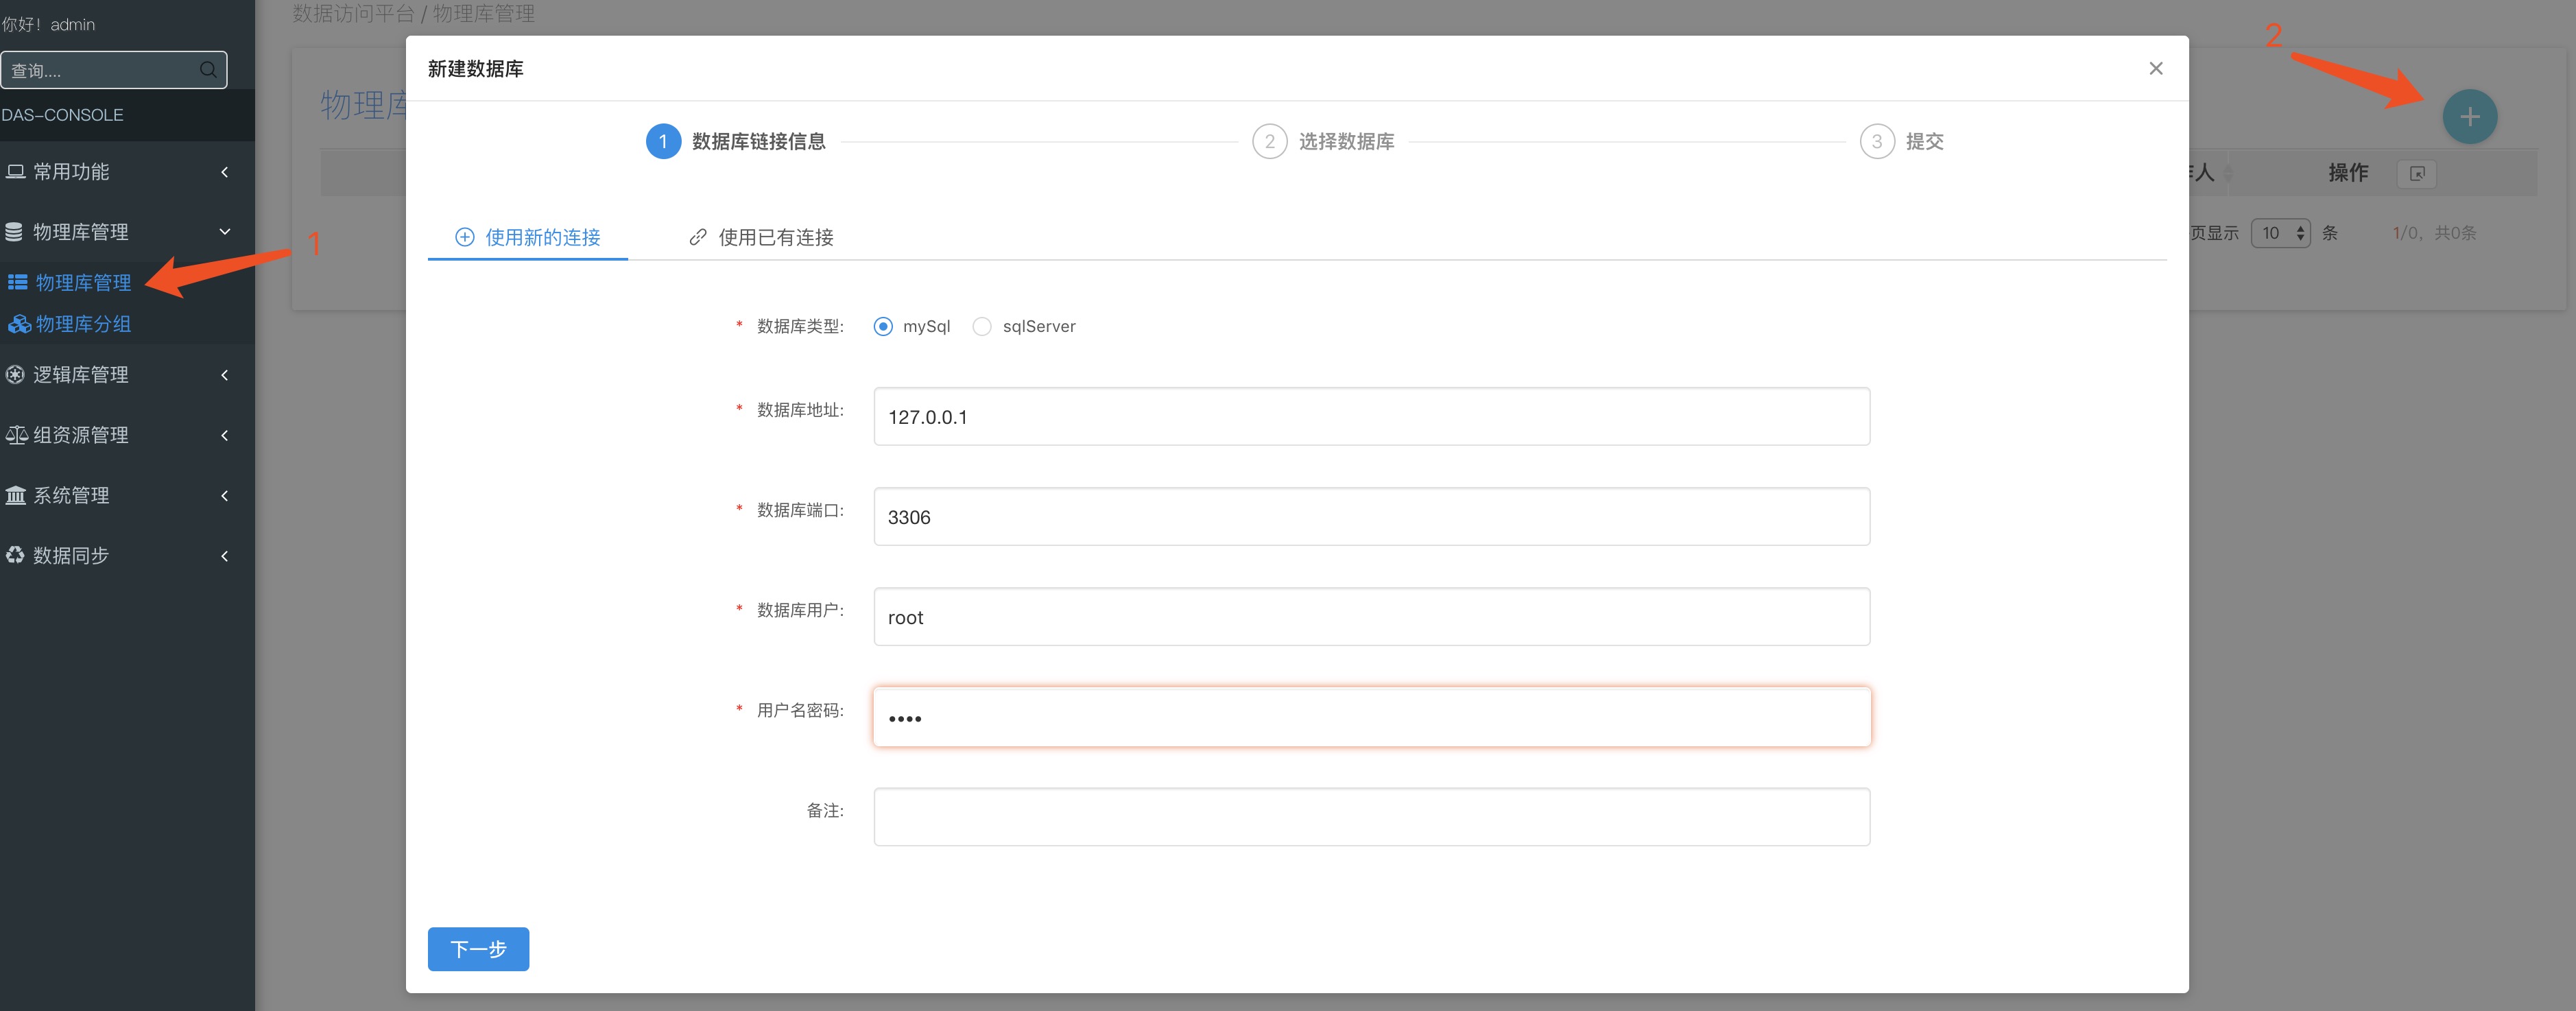 你好！admin
查询....
DAS-CONSOLE
常用功能
物理库管理
物理库管理
物理库分组
逻辑库管理
组资源管理
系统管理
数据同步
1
数据访问平台 / 物理库管理
物理库
2
操作
页显示 10 条 1/0，共0条
新建数据库
1 数据库链接信息
2 选择数据库
3 提交
使用新的连接
使用已有连接
* 数据库类型: mySql sqlServer
* 数据库地址: 127.0.0.1
* 数据库端口: 3306
* 数据库用户: root
* 用户名密码: ••••
备注:
下一步